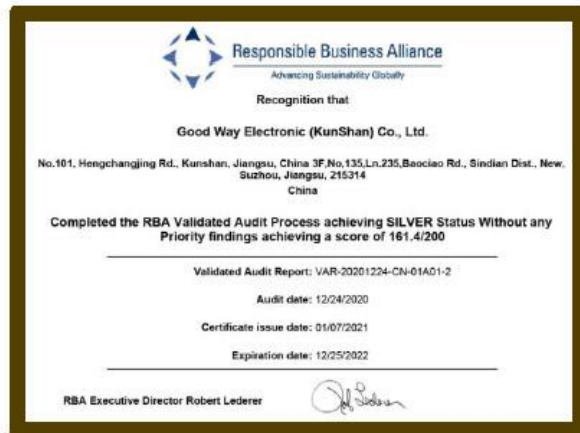 Responsible Business Alliance
Advancing Sustainability Globally
Recognition that
Good Way Electronic (KunShan) Co., Ltd.
No.101, Hengchangjing Rd., Kunshan, Jiangsu, China 3F,No,135,Ln.235,Baociao Rd., Sindian Dist., New,
Suzhou, Jiangsu, 215314
China
Completed the RBA Validated Audit Process achieving SILVER Status Without any
Priority findings achieving a score of 161.4/200
Validated Audit Report: VAR-20201224-CN-01A01-2
Audit date: 12/24/2020
Certificate issue date: 01/07/2021
Expiration date: 12/25/2022
RBA Executive Director Robert Lederer